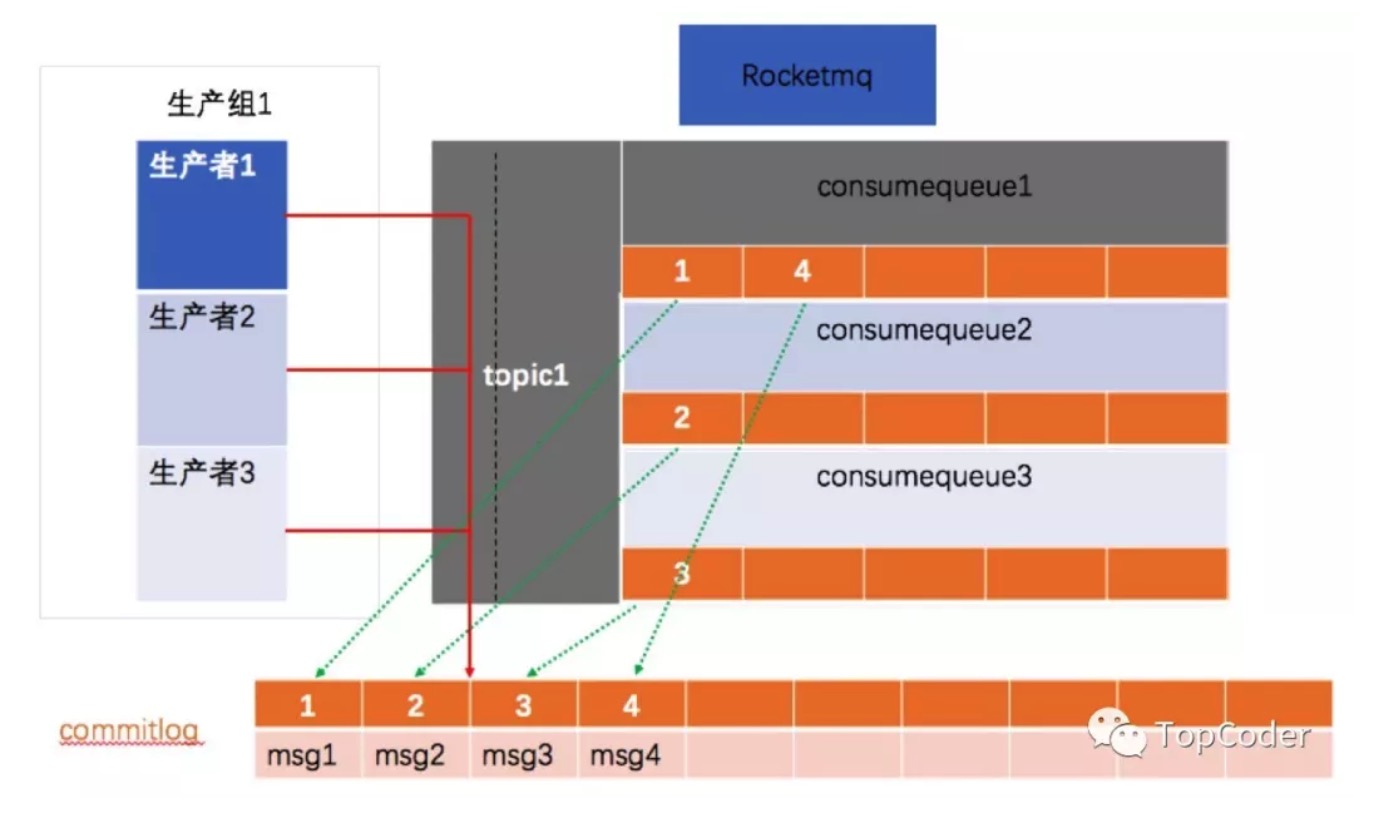 Rocketmq
生产组1
生产者1
生产者2
生产者3
topic1
consumequeue1
1 4
consumequeue2
2
consumequeue3
3
commitlog
1 2 3 4
msg1 msg2 msg3 msg4
TopCoder